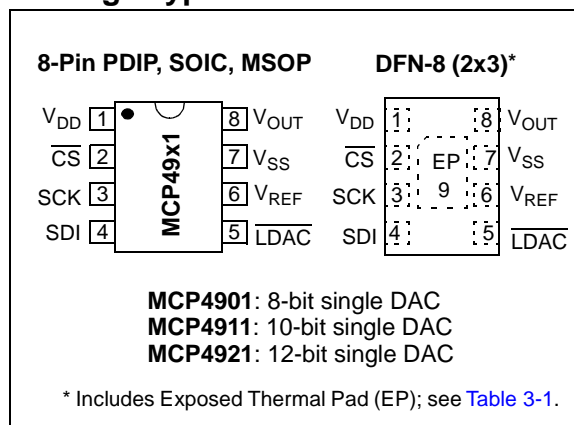 8-Pin PDIP, SOIC, MSOP
DFN-8 (2x3)*
VDD 1 8 VOUT
CS 2 7 VSS
SCK 3 6 VREF
SDI 4 5 LDAC
MCP49x1
VDD 1 8 VOUT
CS 2 EP 7 VSS
SCK 3 9 6 VREF
SDI 4 5 LDAC
MCP4901: 8-bit single DAC
MCP4911: 10-bit single DAC
MCP4921: 12-bit single DAC
* Includes Exposed Thermal Pad (EP); see Table 3-1.